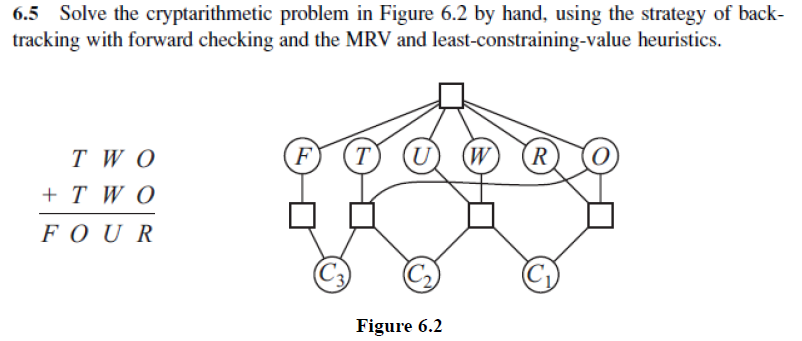 6.5 Solve the cryptarithmetic problem in Figure 6.2 by hand, using the strategy of back-
tracking with forward checking and the MRV and least-constraining-value heuristics.
T W O
+ T W O
F O U R
F T U W R O
C3 C2 C1
Figure 6.2